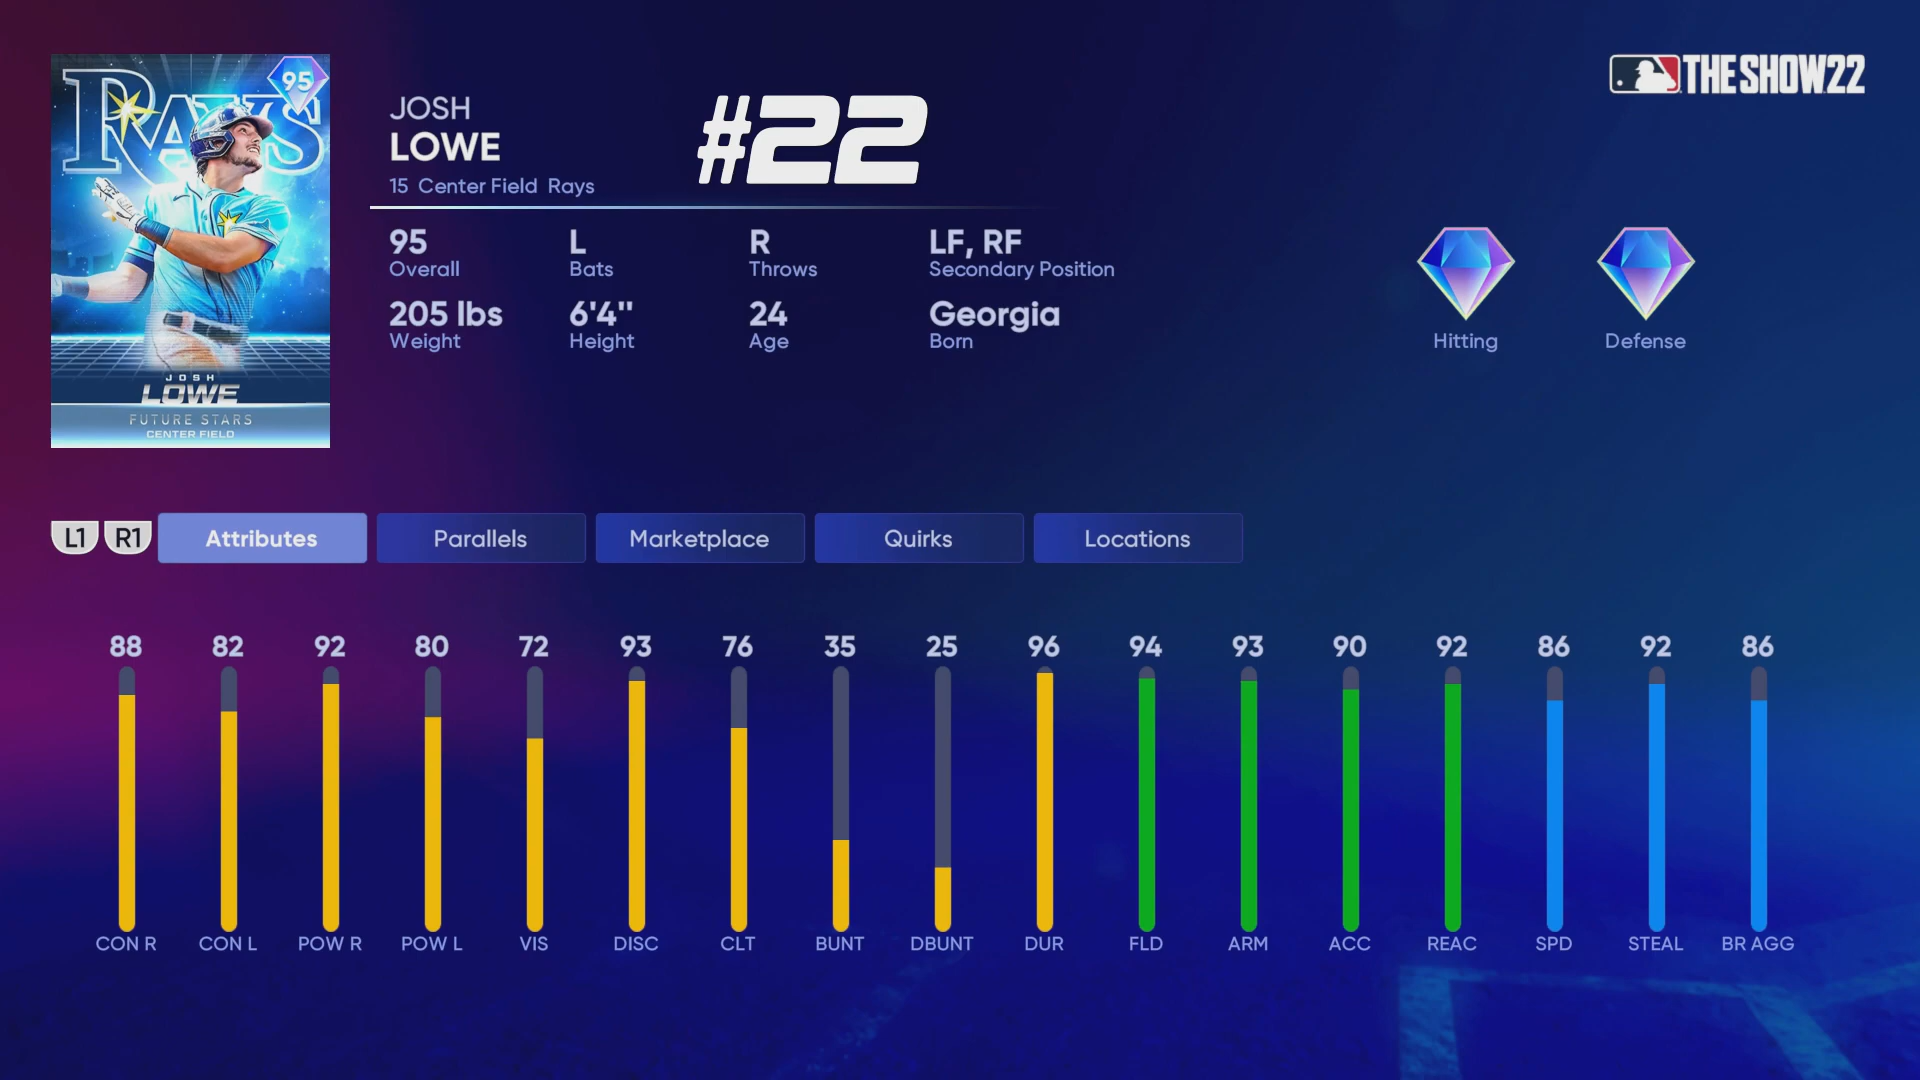 RAYS
95
JOSH
LOWE
FUTURE STARS
CENTER FIELD
JOSH
LOWE
15 Center Field Rays
#22
THE SHOW 22
95
Overall
L
Bats
R
Throws
LF, RF
Secondary Position
205 lbs
Weight
6'4"
Height
24
Age
Georgia
Born
Hitting
Defense
L1 R1 Attributes Parallels Marketplace Quirks Locations
88 82 92 80 72 93 76 35 25 96 94 93 90 92 86 92 86
CON R CON L POW R POW L VIS DISC CLT BUNT DBUNT DUR FLD ARM ACC REAC SPD STEAL BR AGG